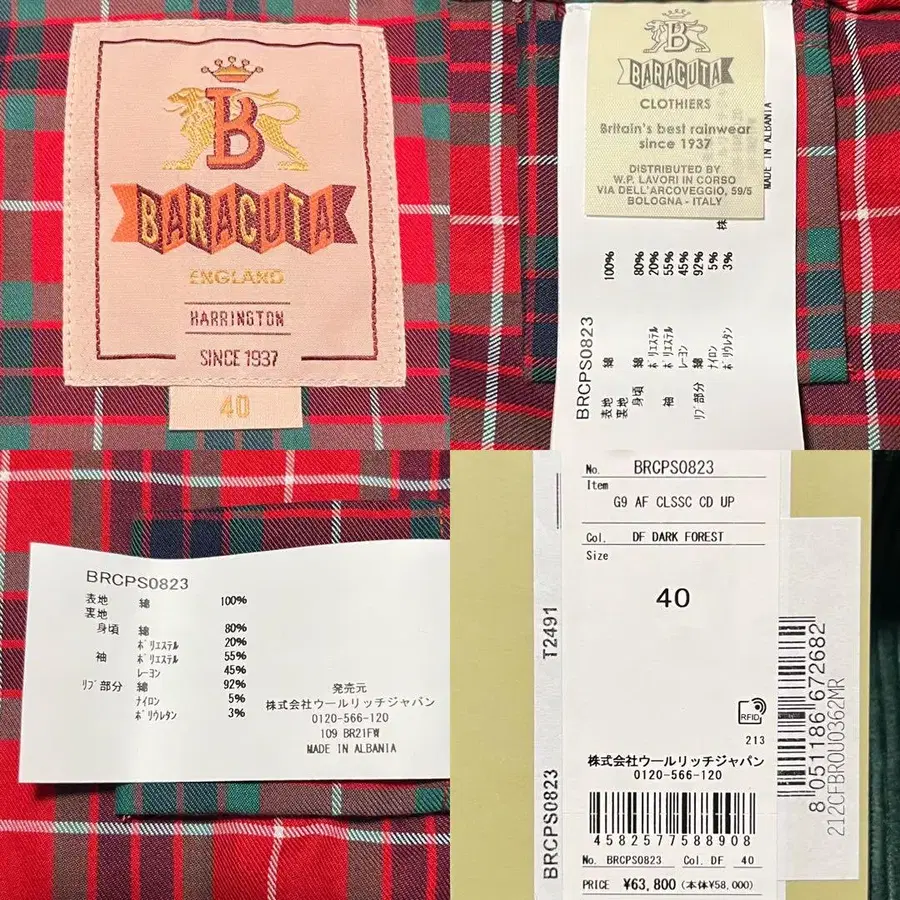 B
BARACUTA
ENGLAND
HARRINGTON
SINCE 1937
40
B
BARACUTA
CLOTHIERS
Britain's best rainwear
since 1937
DISTRIBUTED BY
W.P. LAVORI IN CORSO
VIA DELL'ARCOVEGGIO, 59/5
BOLOGNA - ITALY
MADE IN ALBANIA
株
BRCPS0823
表地 綿 100%
裏地
身頃 綿 80%
ポリエステル 20%
袖 ポリエステル 55%
レーヨン 45%
リブ部分 綿 92%
ナイロン 5%
ポリウレタン 3%
BRCPS0823
表地 綿 100%
裏地
身頃 綿 80%
ポリエステル 20%
袖 ポリエステル 55%
レーヨン 45%
リブ部分 綿 92%
ナイロン 5%
ポリウレタン 3%
発売元
株式会社ウールリッチジャパン
0120-566-120
109 BR21FW
MADE IN ALBANIA
No. BRCPS0823
Item
G9 AF CLSSC CD UP
Col. DF DARK FOREST
Size
40
RFID
213
株式会社ウールリッチジャパン
0120-566-120
4582577588908
No. BRCPS0823 Col. DF 40
PRICE ¥63,800 (本体¥58,000)
T2491
BRCPS0823
8 051186 672682
212CFBROU0362MR